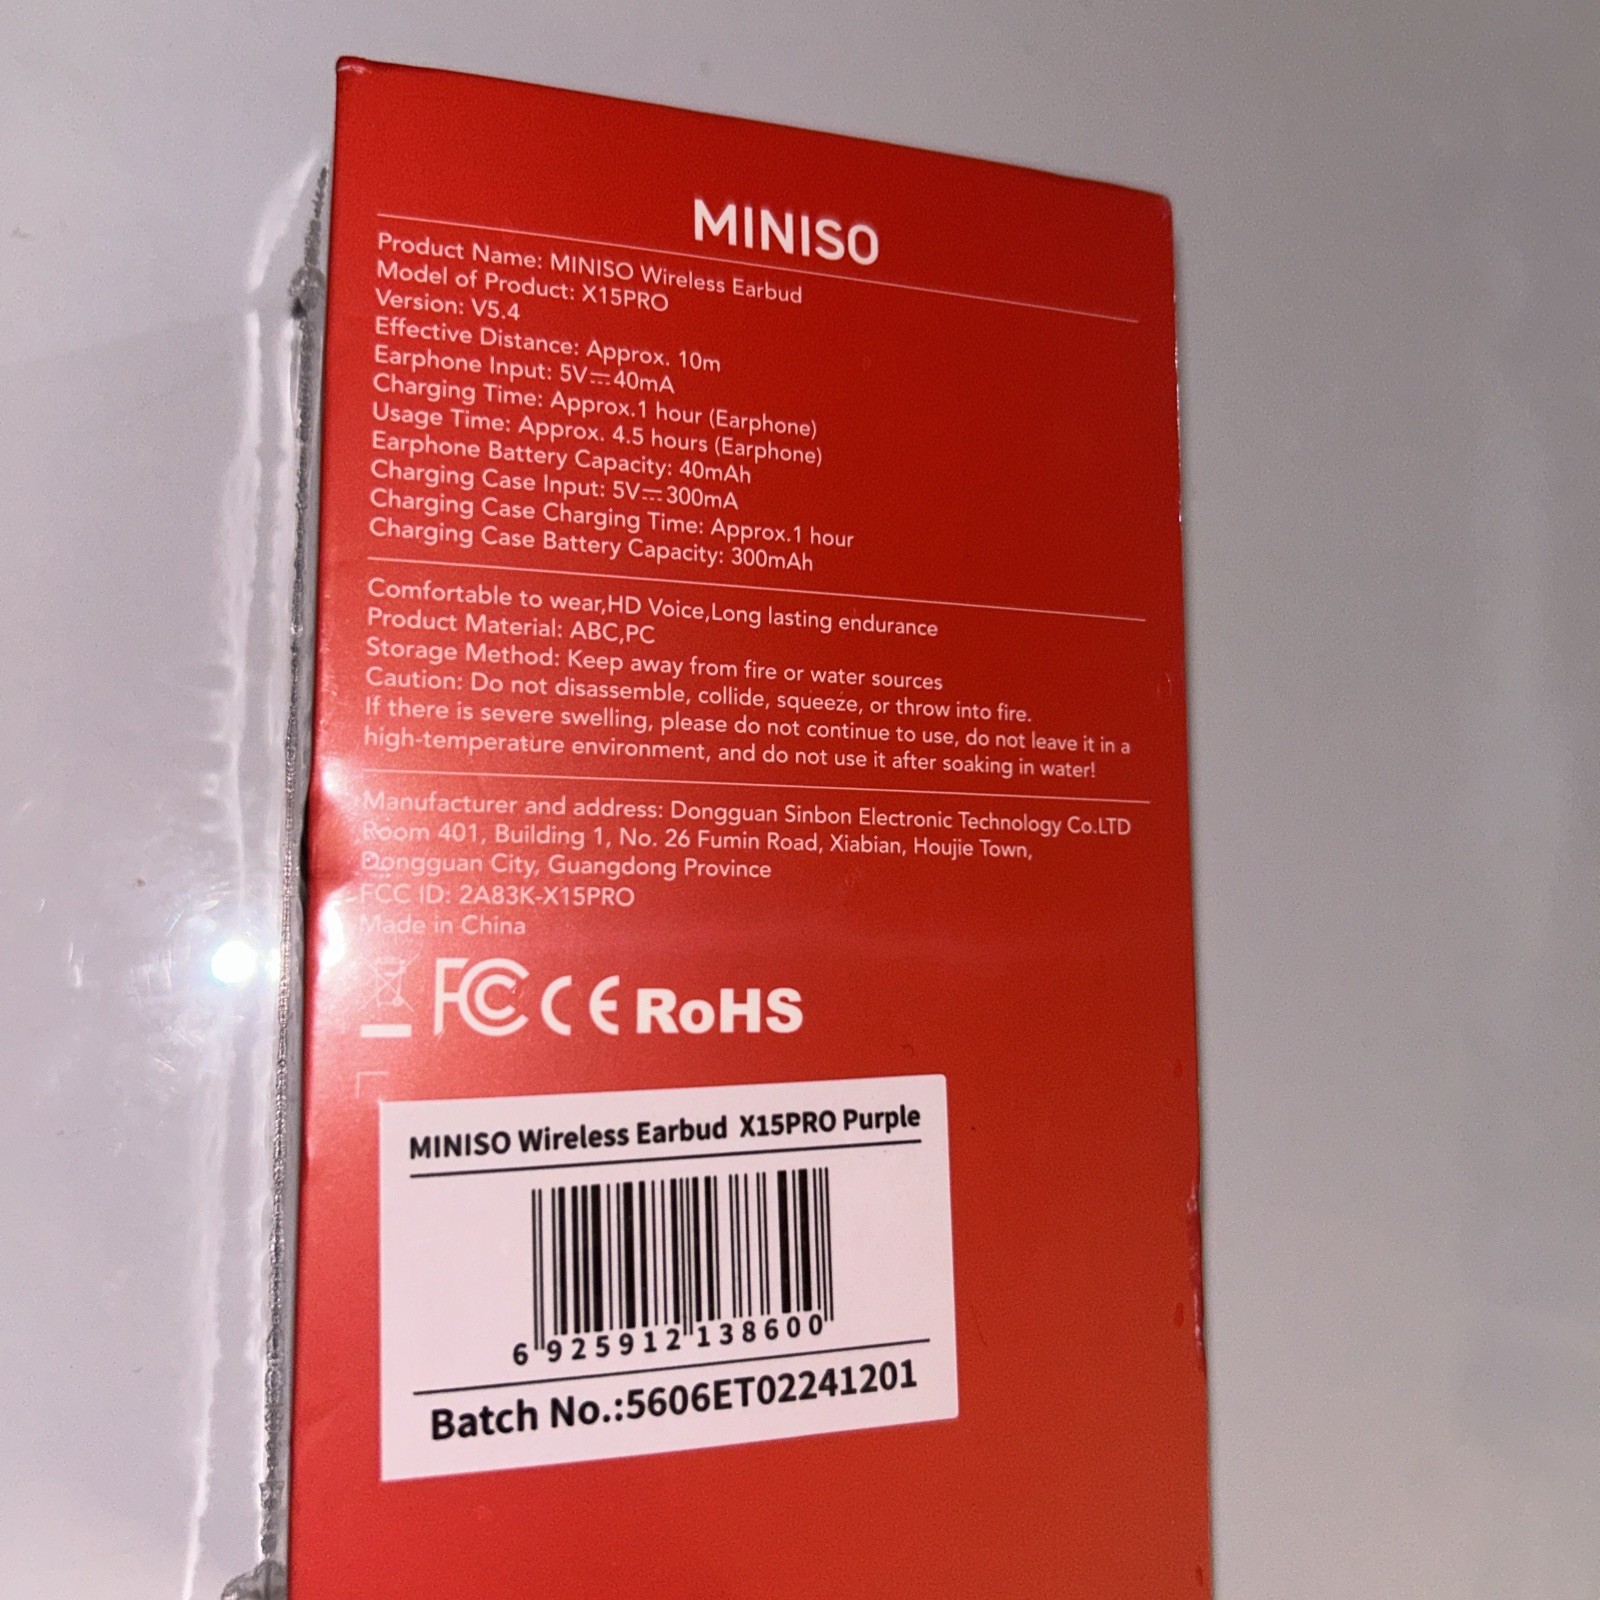 MINISO
Product Name: MINISO Wireless Earbud
Model of Product: X15PRO
Version: V5.4
Effective Distance: Approx. 10m
Earphone Input: 5V⎓40mA
Charging Time: Approx.1 hour (Earphone)
Usage Time: Approx. 4.5 hours (Earphone)
Earphone Battery Capacity: 40mAh
Charging Case Input: 5V⎓300mA
Charging Case Charging Time: Approx.1 hour
Charging Case Battery Capacity: 300mAh
Comfortable to wear,HD Voice,Long lasting endurance
Product Material: ABC,PC
Storage Method: Keep away from fire or water sources
Caution: Do not disassemble, collide, squeeze, or throw into fire.
If there is severe swelling, please do not continue to use, do not leave it in a
high-temperature environment, and do not use it after soaking in water!
Manufacturer and address: Dongguan Sinbon Electronic Technology Co.LTD
Room 401, Building 1, No. 26 Fumin Road, Xiabian, Houjie Town,
Dongguan City, Guangdong Province
FCC ID: 2A83K-X15PRO
Made in China
FC CE RoHS
MINISO Wireless Earbud X15PRO Purple
6 925912 138600
Batch No.:5606ET02241201